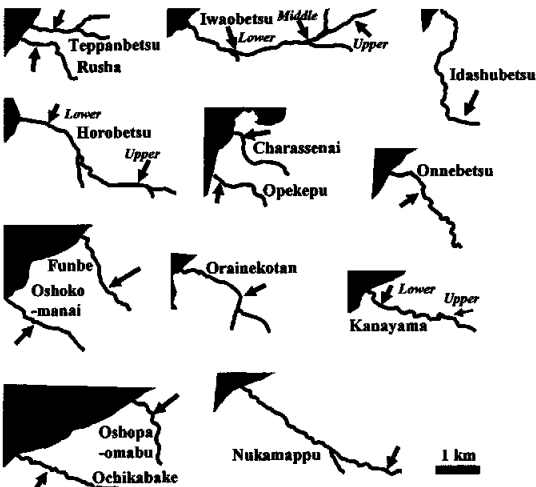 Iwaobetsu Middle
Teppanbetsu
Lower
Upper
Rusha
Idashubetsu
Lower
Horobetsu
Charassenai
Upper
Onnebetsu
Opekepu
Funbe
Orainekotan
Oshoko
-manai
Lower
Upper
Kanayama
Oshopa
-omabu
Nukamappu
1 km
Ochikabake